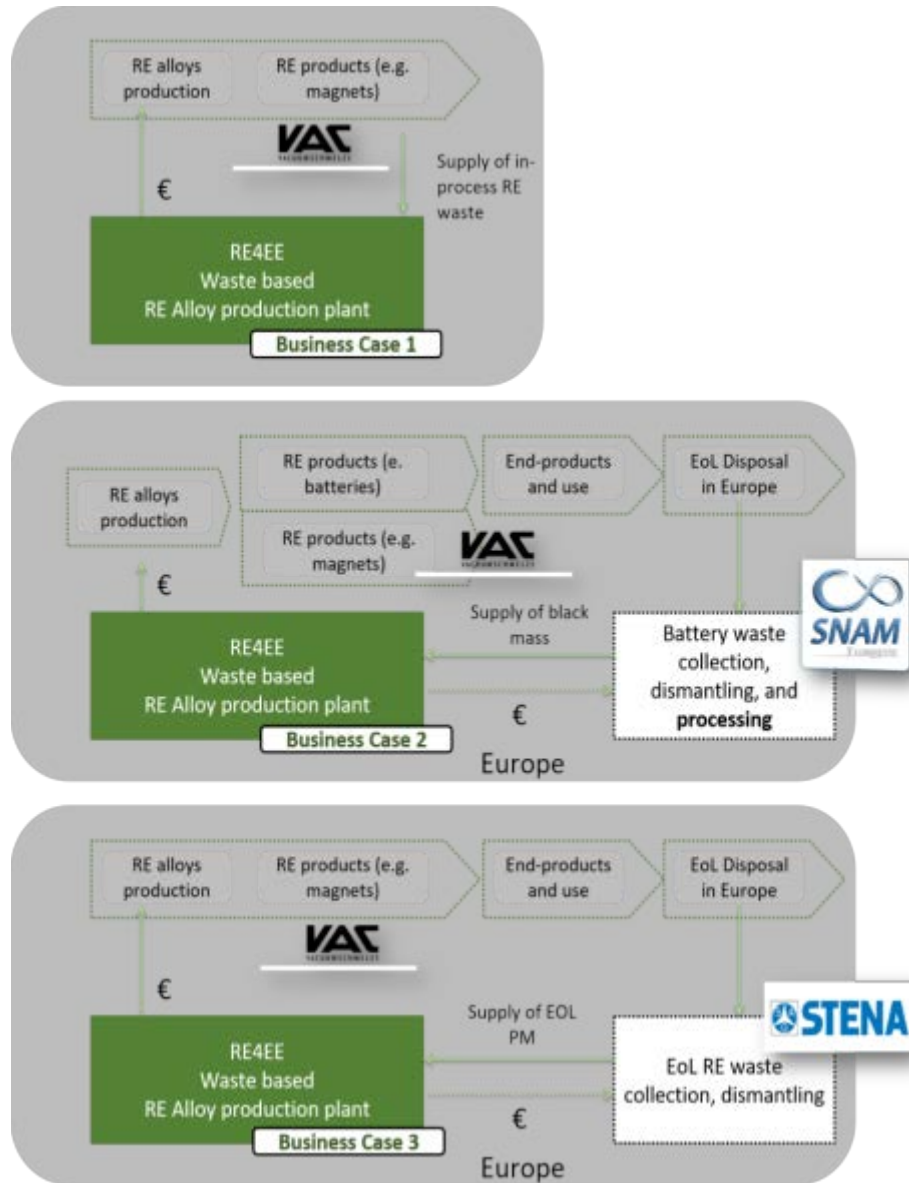 RE alloys
production
RE products (e.g.
magnets)
VAC
VACUUMSCHMELZE
€
Supply of in-
process RE
waste
RE4EE
Waste based
RE Alloy production plant
Business Case 1
RE alloys
production
RE products (e.
batteries)
RE products (e.g.
magnets)
End-products
and use
EoL Disposal
in Europe
VAC
VACUUMSCHMELZE
€
Supply of black
mass
SNAM
RE4EE
Waste based
RE Alloy production plant
Business Case 2
€
Battery waste
collection,
dismantling, and
processing
Europe
RE alloys
production
RE products (e.g.
magnets)
End-products
and use
EoL Disposal
in Europe
VAC
VACUUMSCHMELZE
€
Supply of EOL
PM
STENA
RE4EE
Waste based
RE Alloy production plant
Business Case 3
€
EoL RE waste
collection, dismantling
Europe